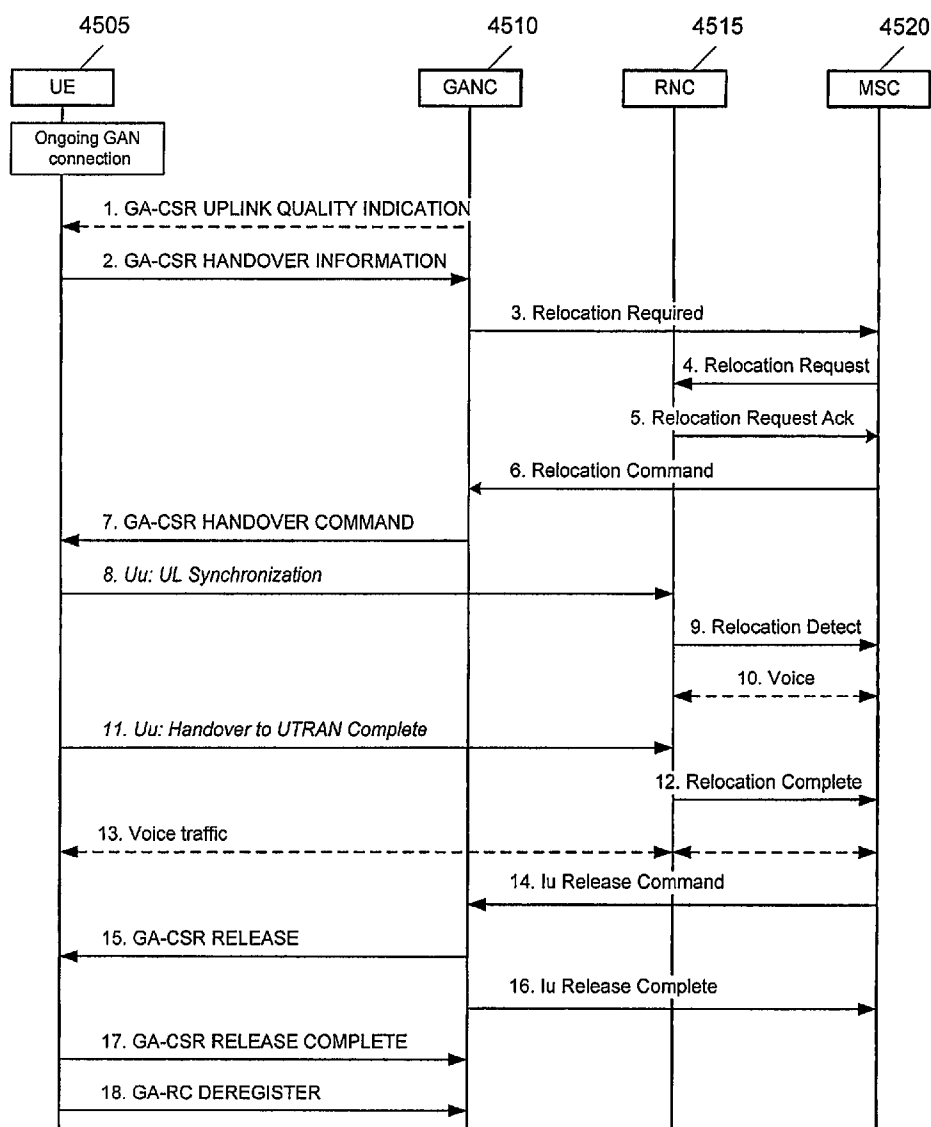 4505 4510 4515 4520
UE GANC RNC MSC
Ongoing GAN
connection
1. GA-CSR UPLINK QUALITY INDICATION
2. GA-CSR HANDOVER INFORMATION
3. Relocation Required
4. Relocation Request
5. Relocation Request Ack
6. Relocation Command
7. GA-CSR HANDOVER COMMAND
8. Uu: UL Synchronization
9. Relocation Detect
10. Voice
11. Uu: Handover to UTRAN Complete
12. Relocation Complete
13. Voice traffic
14. Iu Release Command
15. GA-CSR RELEASE
16. Iu Release Complete
17. GA-CSR RELEASE COMPLETE
18. GA-RC DEREGISTER